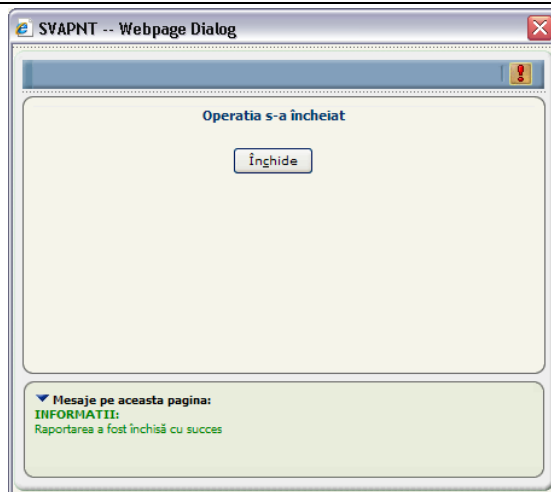 SVAPNT -- Webpage Dialog
Operatia s-a încheiat
Închide
Mesaje pe aceasta pagina:
INFORMATII:
Raportarea a fost închisă cu succes